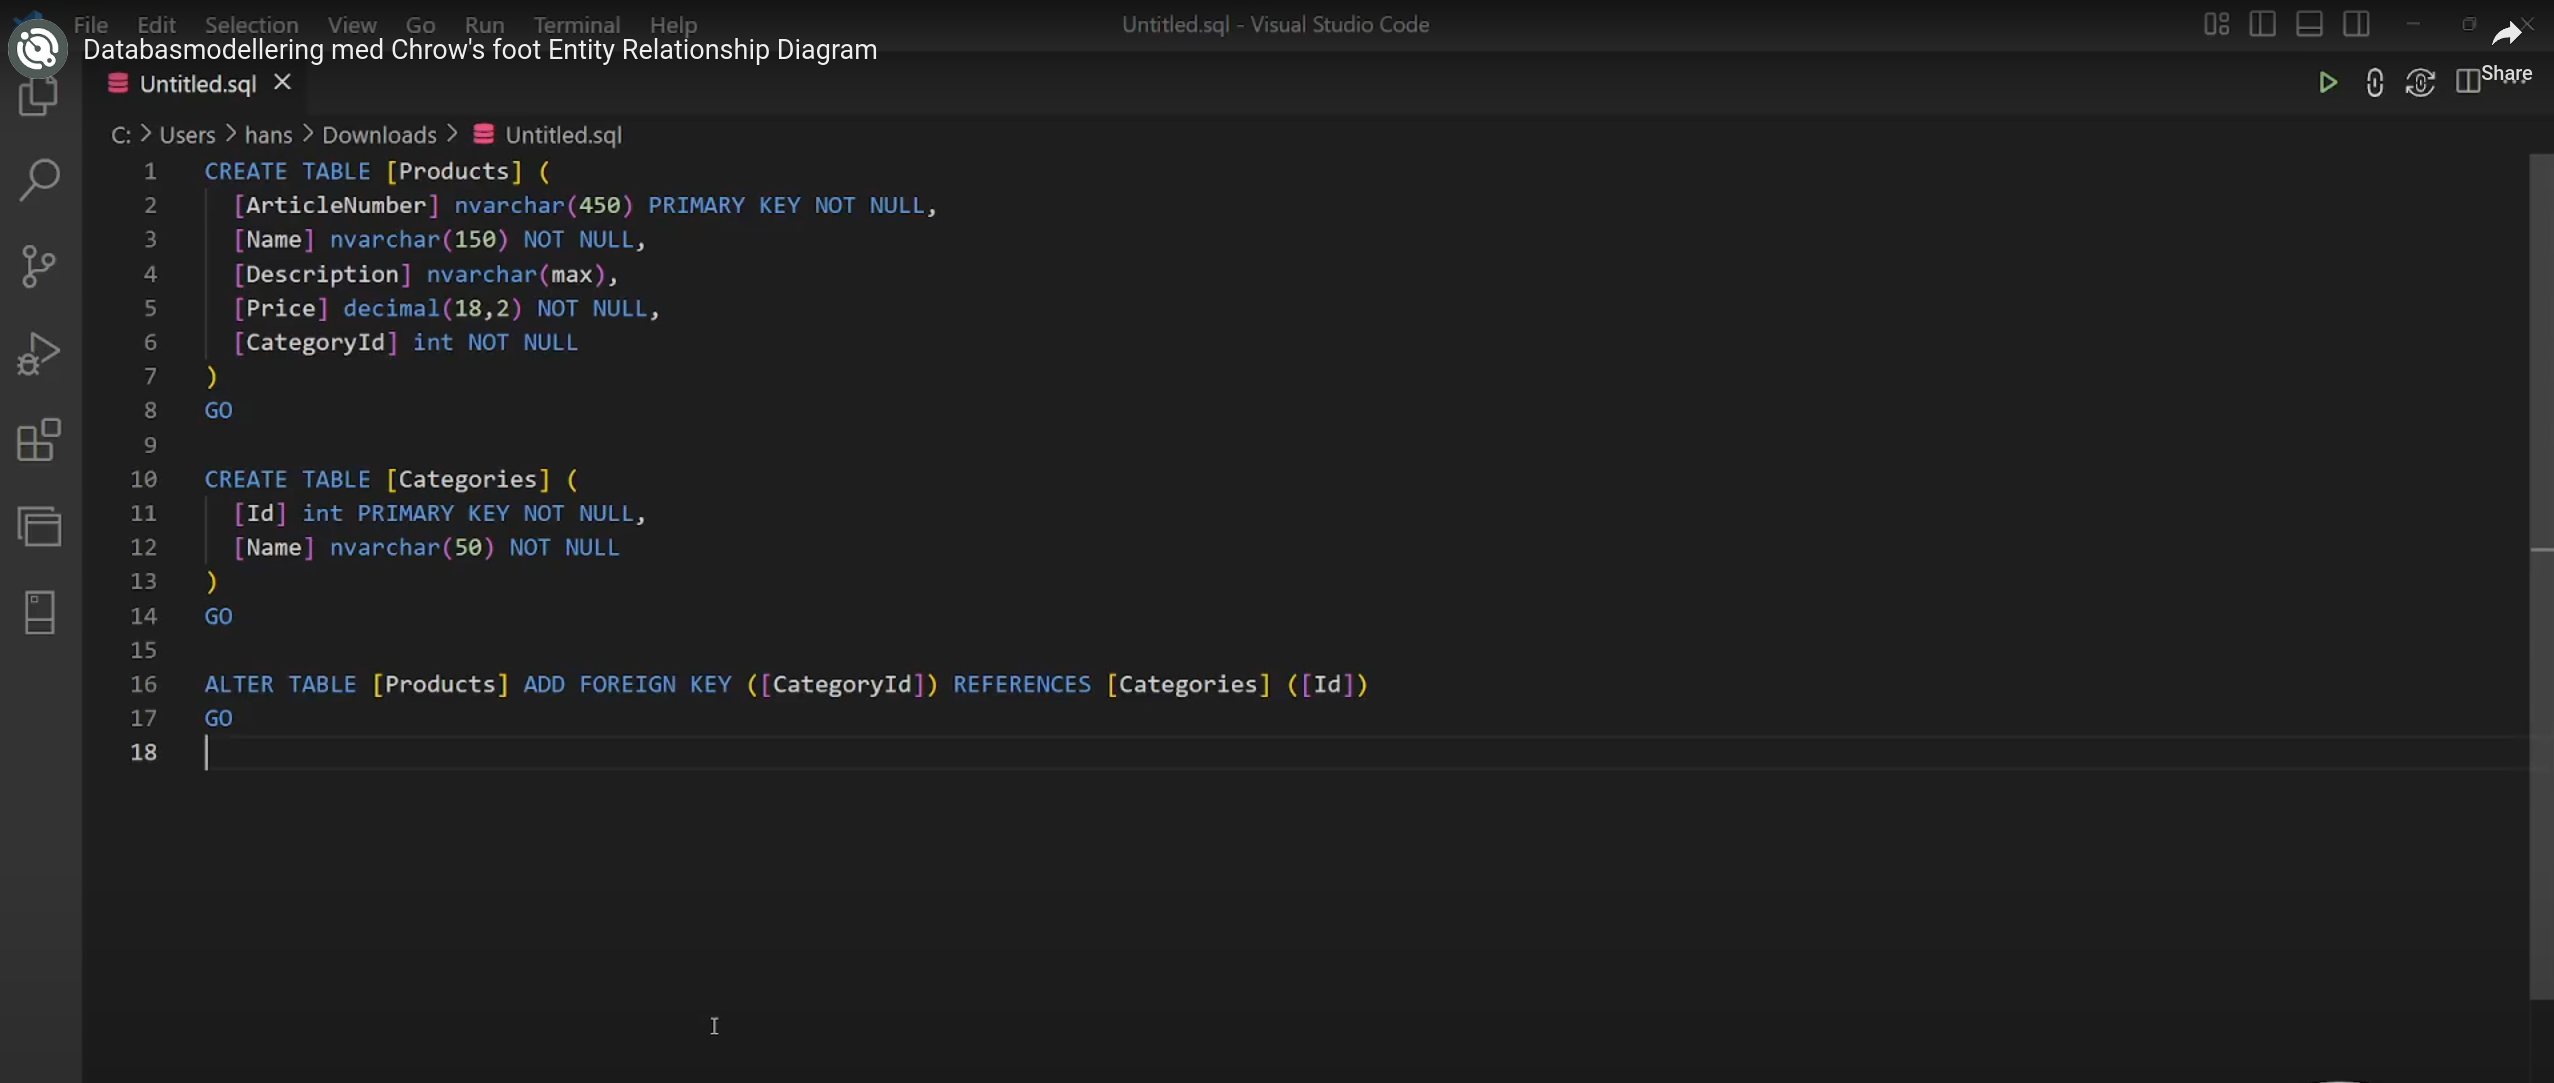 File Edit Selection View Go Run Terminal Help
Untitled.sql - Visual Studio Code
Databasmodellering med Chrow's foot Entity Relationship Diagram
Untitled.sql
Share
C: > Users > hans > Downloads > Untitled.sql
1 CREATE TABLE [Products] (
2 [ArticleNumber] nvarchar(450) PRIMARY KEY NOT NULL,
3 [Name] nvarchar(150) NOT NULL,
4 [Description] nvarchar(max),
5 [Price] decimal(18,2) NOT NULL,
6 [CategoryId] int NOT NULL
7 )
8 GO
9
10 CREATE TABLE [Categories] (
11 [Id] int PRIMARY KEY NOT NULL,
12 [Name] nvarchar(50) NOT NULL
13 )
14 GO
15
16 ALTER TABLE [Products] ADD FOREIGN KEY ([CategoryId]) REFERENCES [Categories] ([Id])
17 GO
18